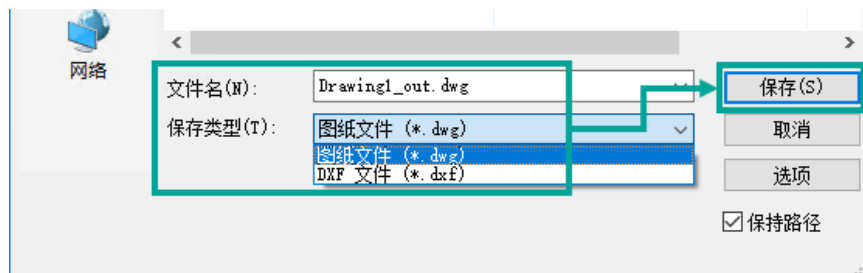 网络
文件名(N):
Drawing1_out.dwg
保存(S)
保存类型(T):
图纸文件 (*.dwg)
取消
图纸文件 (*.dwg)
DXF 文件 (*.dxf)
选项
保持路径